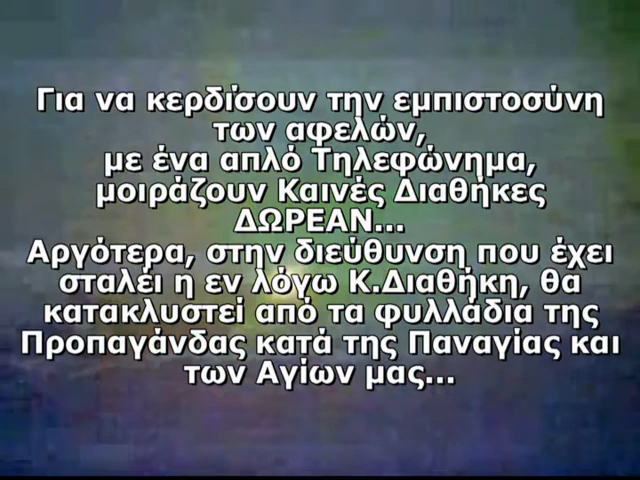 Για να κερδίσουν την εμπιστοσύνη
των αφελών,
με ένα απλό Τηλεφώνημα,
μοιράζουν Καινές Διαθήκες
ΔΩΡΕΑΝ...
Αργότερα, στην διεύθυνση που έχει
σταλέι η εν λόγω Κ.Διαθήκη, θα
κατακλυστεί από τα φυλλάδια της
Προπαγάνδας κατά της Παναγίας και
των Αγίων μας...